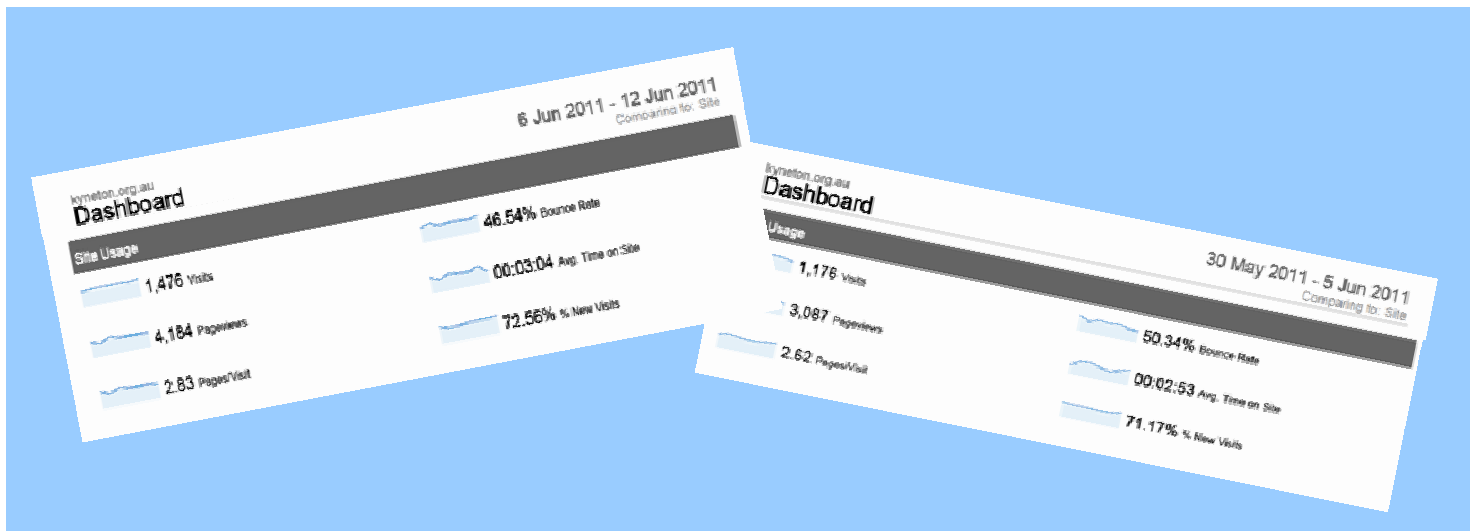 6 Jun 2011 - 12 Jun 2011
Comparing to: Site
kyneton.org.au
Dashboard
Site Usage
1,476 Visits
4,184 Pageviews
2.83 Pages/Visit
46.54% Bounce Rate
00:03:04 Avg. Time on Site
72.56% % New Visits
kyneton.org.au
Dashboard
30 May 2011 - 5 Jun 2011
Comparing to: Site
Usage
1,176 Visits
3,087 Pageviews
2.62 Pages/Visit
50.34% Bounce Rate
00:02:53 Avg. Time on Site
71.17% % New Visits